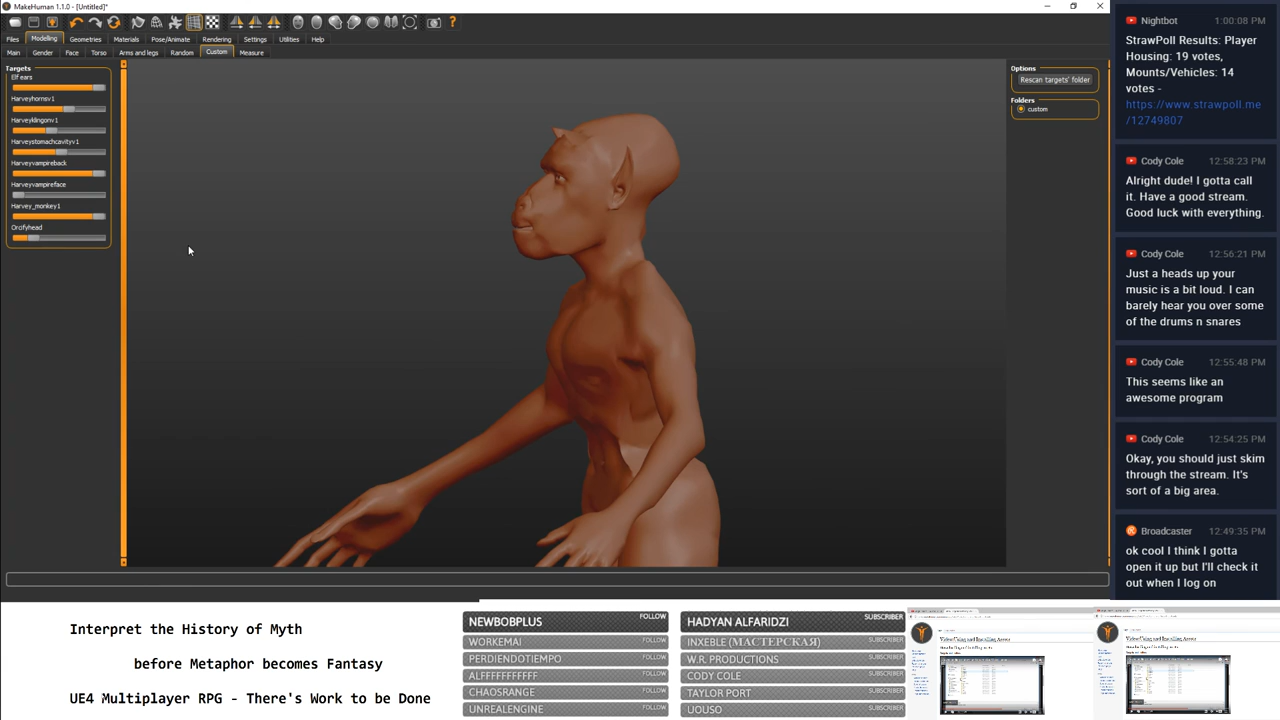 MakeHuman 1.1.0 - [Untitled]*
Files
Modelling
Geometries
Materials
Pose/Animate
Rendering
Settings
Utilities
Help
Main
Gender
Face
Torso
Arms and legs
Random
Custom
Measure
Targets
Elf ears
Harveyhornsv1
Harveyklingonv1
Harveystomachcavityv1
Harveyvampireback
Harveyvampireface
Harvey_monkey1
Orcifyhead
Options
Rescan targets' folder
Folders
custom
Nightbot 1:00:08 PM
StrawPoll Results: Player
Housing: 19 votes,
Mounts/Vehicles: 14
votes -
https://www.strawpoll.me
/12749807
Cody Cole 12:58:23 PM
Alright dude! I gotta call
it. Have a good stream.
Good luck with everything.
Cody Cole 12:56:21 PM
Just a heads up your
music is a bit loud. I can
barely hear you over some
of the drums n snares
Cody Cole 12:55:48 PM
This seems like an
awesome program
Cody Cole 12:54:25 PM
Okay, you should just skim
through the stream. It's
sort of a big area.
Broadcaster 12:49:35 PM
ok cool I think I gotta
open it up but I'll check it
out when I log on
Interpret the History of Myth
before Metaphor becomes Fantasy
UE4 Multiplayer RPG - There's Work to be Done
NEWBOBPLUS FOLLOW
WORKEMAI FOLLOW
PERDIENDOTIEMPO FOLLOW
ALFFFFFFFFFF FOLLOW
CHAOSRANGE FOLLOW
UNREALENGINE FOLLOW
HADYAN ALFARIDZI SUBSCRIBER
INXEBLE (МАСТЕРСКАЯ) SUBSCRIBER
W.R. PRODUCTIONS SUBSCRIBER
CODY COLE SUBSCRIBER
TAYLOR PORT SUBSCRIBER
UOUSO SUBSCRIBER